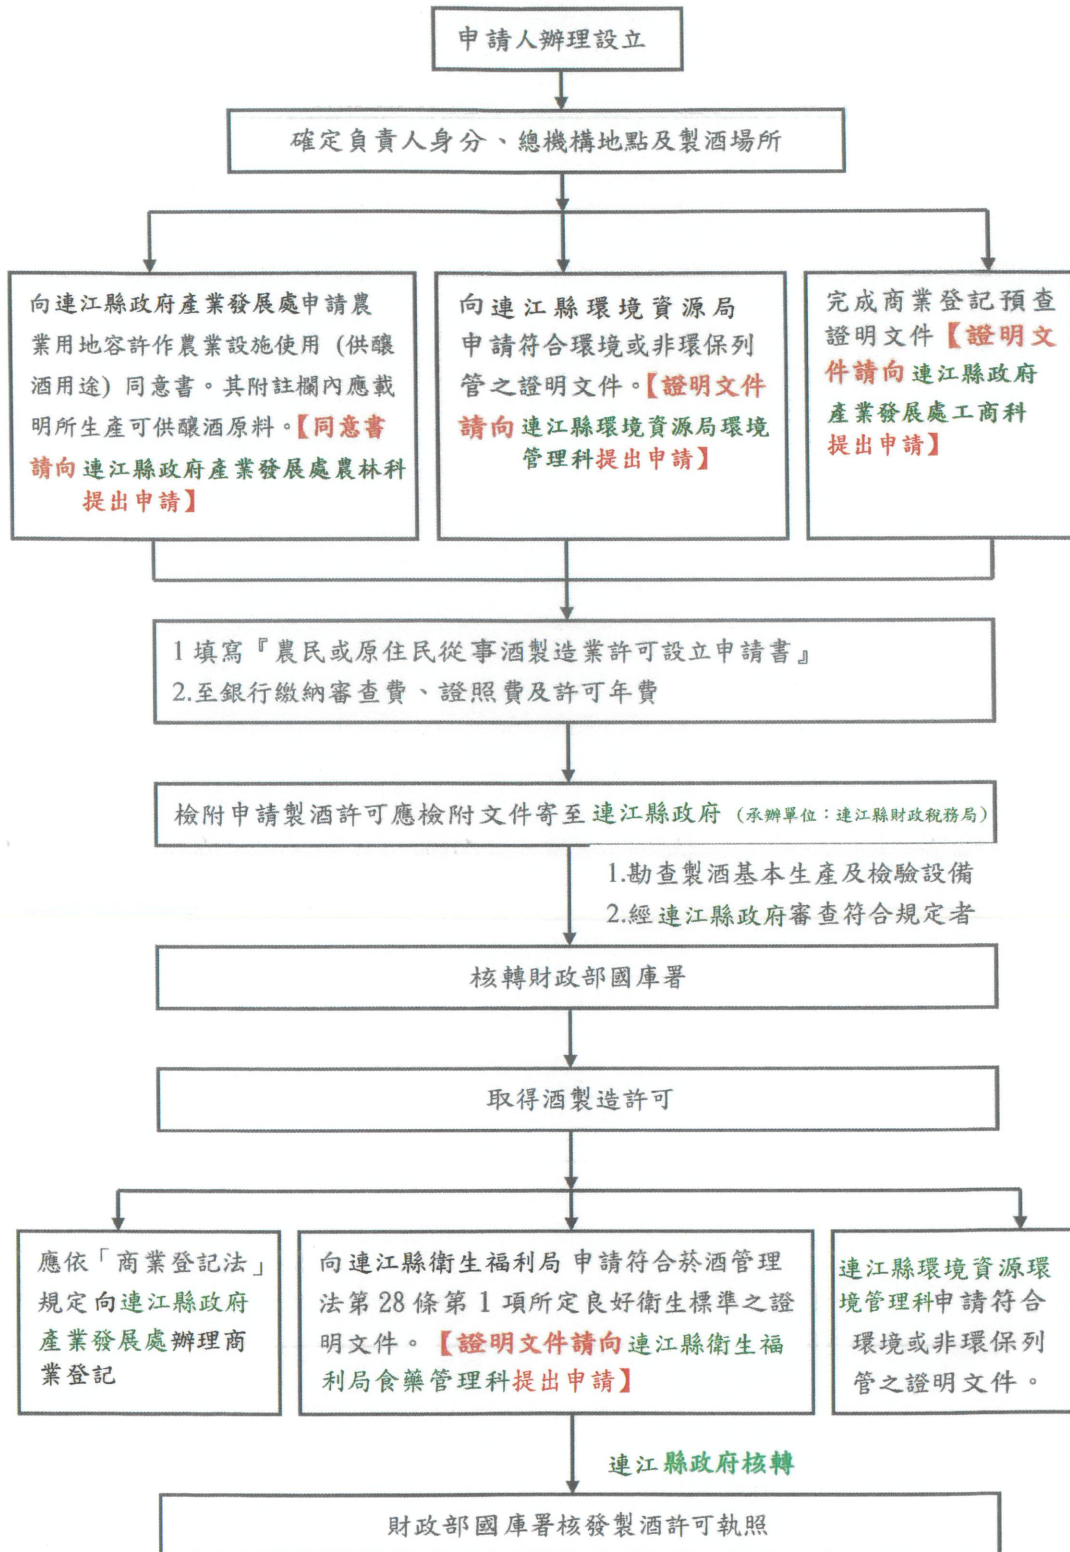 申請人辦理設立
確定負責人身分、總機構地點及製酒場所
向連江縣政府產業發展處申請農
業用地容許作農業設施使用 (供釀
酒用途) 同意書。其附註欄內應載
明所生產可供釀酒原料。【同意書
請向連江縣政府產業發展處農林科
提出申請】
向連江縣環境資源局
申請符合環境或非環保列
管之證明文件。【證明文件
請向連江縣環境資源局環境
管理科提出申請】
完成商業登記預查
證明文件【證明文
件請向連江縣政府
產業發展處工商科
提出申請】
1 填寫『農民或原住民從事酒製造業許可設立申請書』
2.至銀行繳納審查費、證照費及許可年費
檢附申請製酒許可應檢附文件寄至連江縣政府 (承辦單位:連江縣財政稅務局)
1.勘查製酒基本生產及檢驗設備
2.經連江縣政府審查符合規定者
核轉財政部國庫署
取得酒製造許可
應依「商業登記法」
規定向連江縣政府
產業發展處辦理商
業登記
向連江縣衛生福利局 申請符合菸酒管理
法第 28 條第 1 項所定良好衛生標準之證
明文件。【證明文件請向連江縣衛生福
利局食藥管理科提出申請】
連江縣環境資源環
境管理科申請符合
環境或非環保列
管之證明文件。
連江縣政府核轉
財政部國庫署核發製酒許可執照